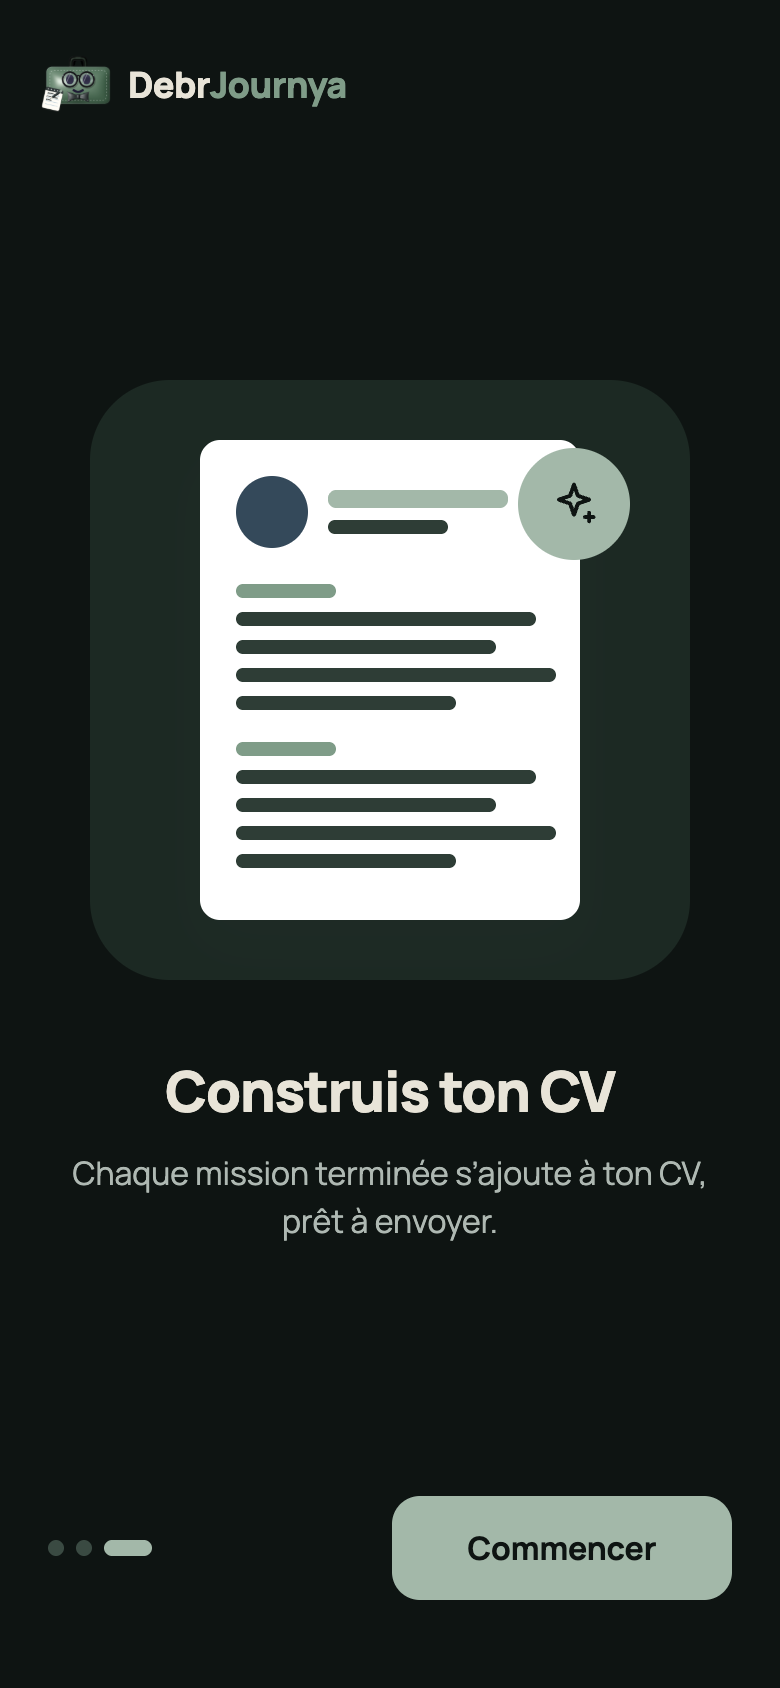 DebrJournya
Construis ton CV
Chaque mission terminée s’ajoute à ton CV,
prêt à envoyer.
Commencer